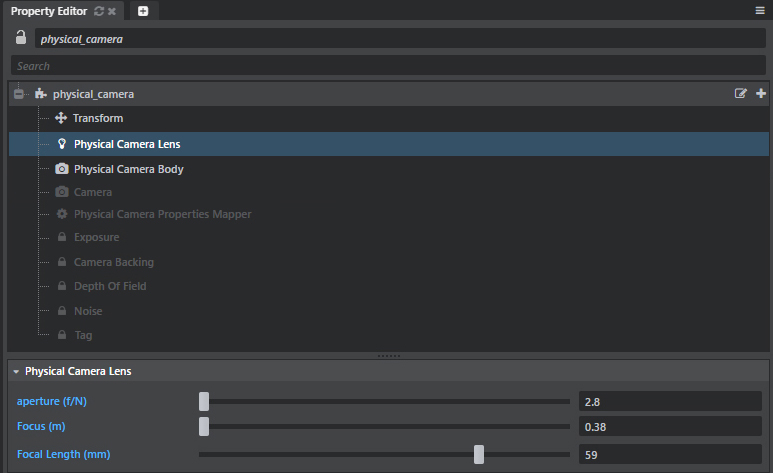 Property Editor
physical_camera
Search
physical_camera
Transform
Physical Camera Lens
Physical Camera Body
Camera
Physical Camera Properties Mapper
Exposure
Camera Backing
Depth Of Field
Noise
Tag
Physical Camera Lens
aperture (f/N) 2.8
Focus (m) 0.38
Focal Length (mm) 59